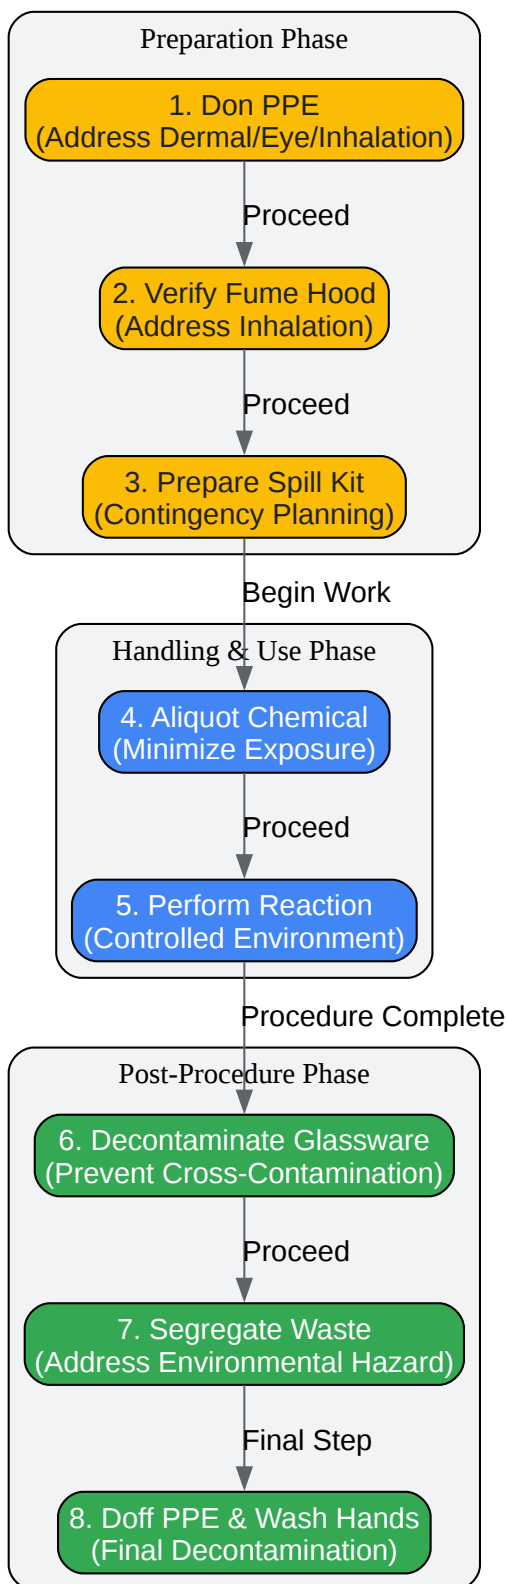 Preparation Phase
1. Don PPE
(Address Dermal/Eye/Inhalation)
Proceed
2. Verify Fume Hood
(Address Inhalation)
Proceed
3. Prepare Spill Kit
(Contingency Planning)
Begin Work
Handling & Use Phase
4. Aliquot Chemical
(Minimize Exposure)
Proceed
5. Perform Reaction
(Controlled Environment)
Procedure Complete
Post-Procedure Phase
6. Decontaminate Glassware
(Prevent Cross-Contamination)
Proceed
7. Segregate Waste
(Address Environmental Hazard)
Final Step
8. Doff PPE & Wash Hands
(Final Decontamination)